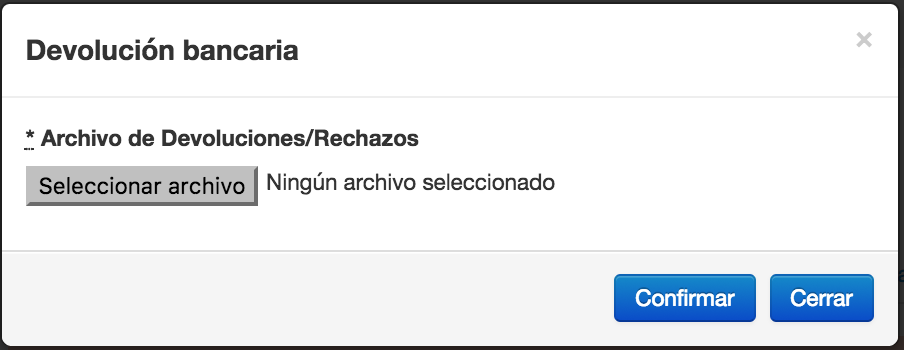 Devolución bancaria
×
* Archivo de Devoluciones/Rechazos
Seleccionar archivo Ningún archivo seleccionado
Confirmar Cerrar